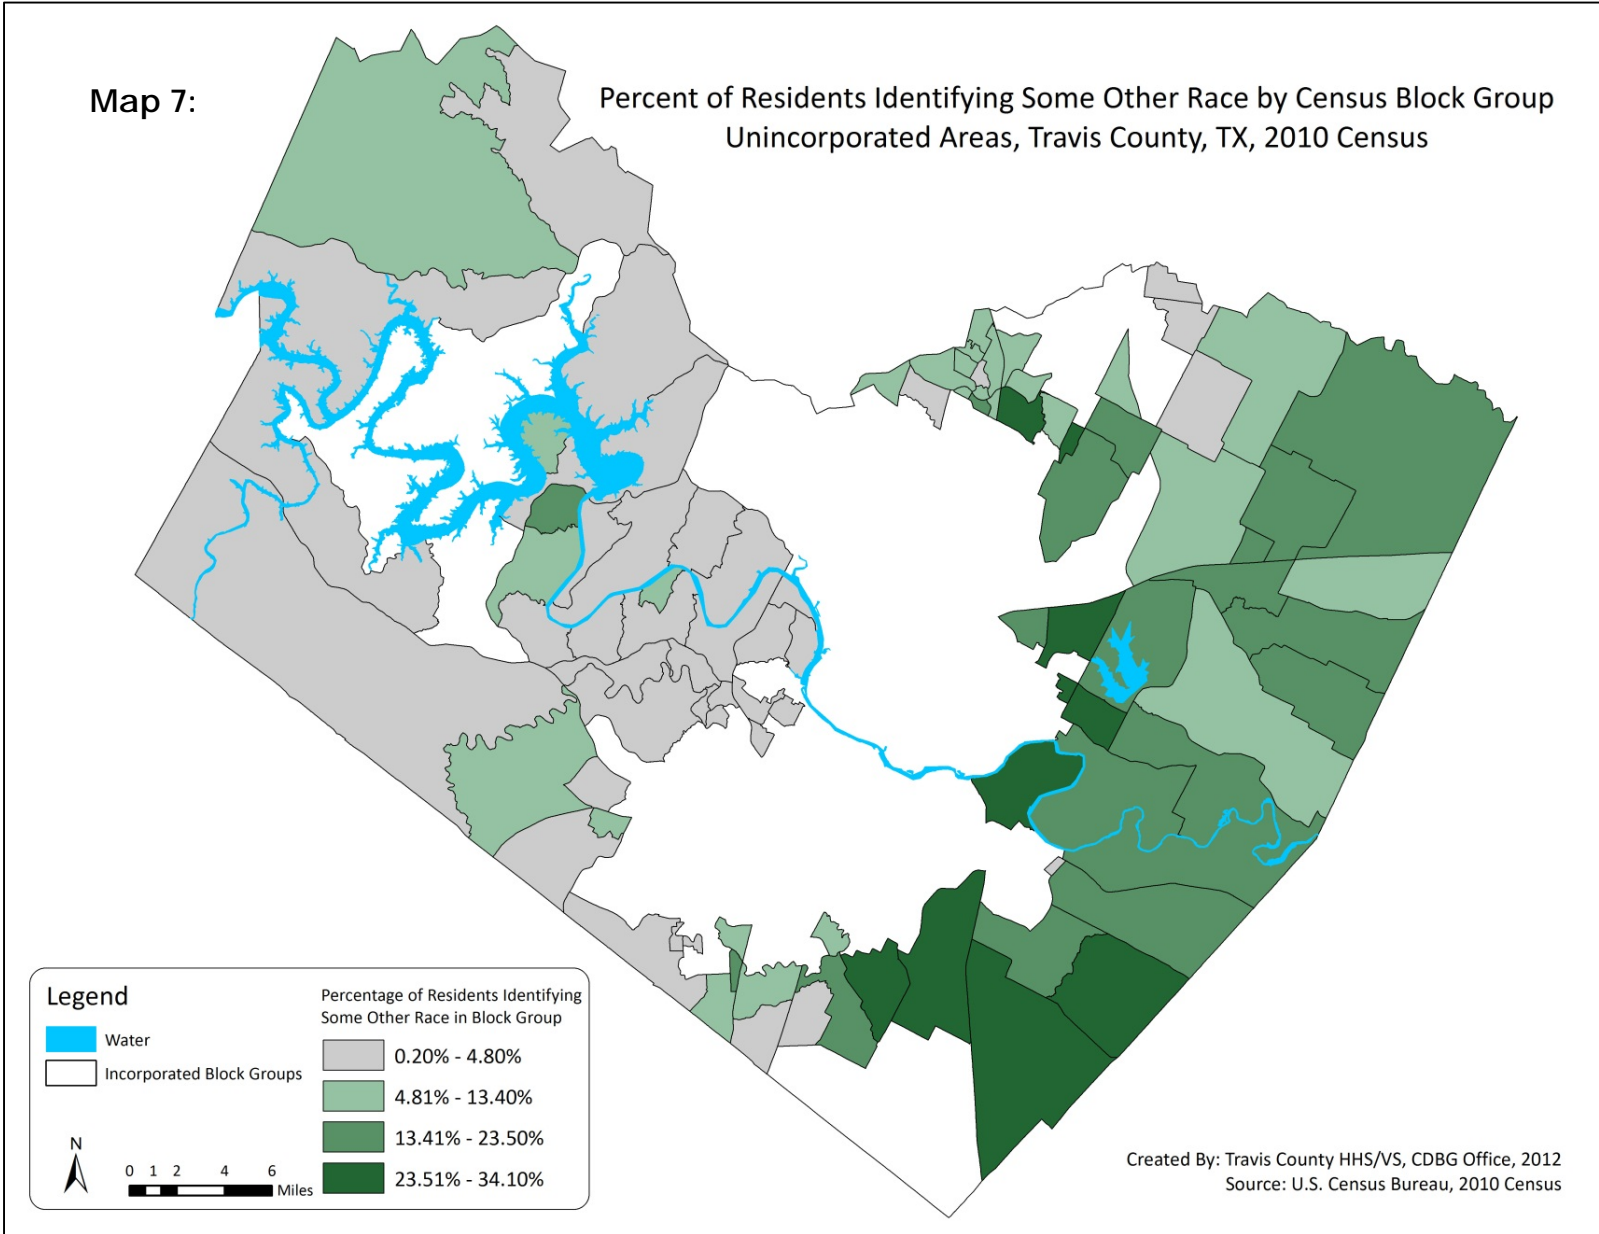 Map 7:
Percent of Residents Identifying Some Other Race by Census Block Group
Unincorporated Areas, Travis County, TX, 2010 Census
Legend
Water
Incorporated Block Groups
Percentage of Residents Identifying
Some Other Race in Block Group
0.20% - 4.80%
4.81% - 13.40%
13.41% - 23.50%
23.51% - 34.10%
N
0 1 2 4 6
Miles
Created By: Travis County HHS/VS, CDBG Office, 2012
Source: U.S. Census Bureau, 2010 Census